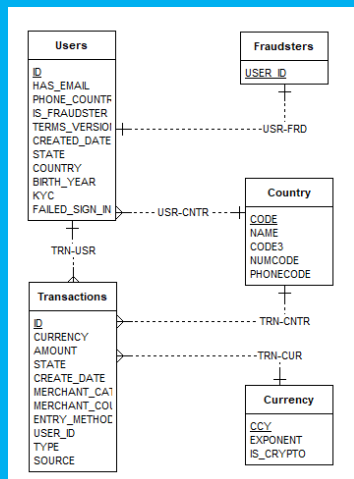 Users
ID
HAS_EMAIL
PHONE_COUNTR
IS_FRAUDSTER
TERMS_VERSION
CREATED_DATE
STATE
COUNTRY
BIRTH_YEAR
KYC
FAILED_SIGN_IN
Fraudsters
USER_ID
USR-FRD
USR-CNTR
Country
CODE
NAME
CODE3
NUMCODE
PHONECODE
TRN-USR
Transactions
ID
CURRENCY
AMOUNT
STATE
CREATE_DATE
MERCHANT_CAT
MERCHANT_COU
ENTRY_METHOD
USER_ID
TYPE
SOURCE
TRN-CNTR
TRN-CUR
Currency
CCY
EXPONENT
IS_CRYPTO